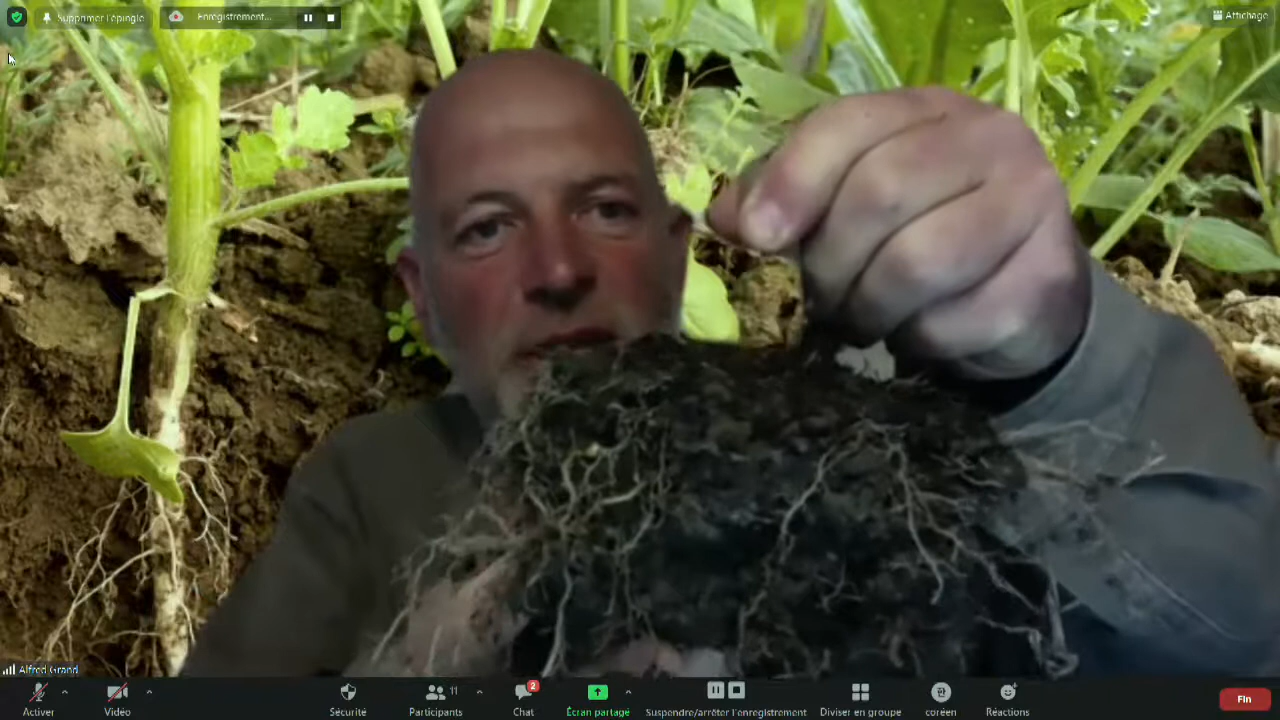 Supprimer l'épingle
Enregistrement...
Affichage
Alfred Grand
Activer
Vidéo
Sécurité
Participants
11
Chat
2
Écran partagé
Suspendre/arrêter l'enregistrement
Diviser en groupe
coréen
Réactions
Fin